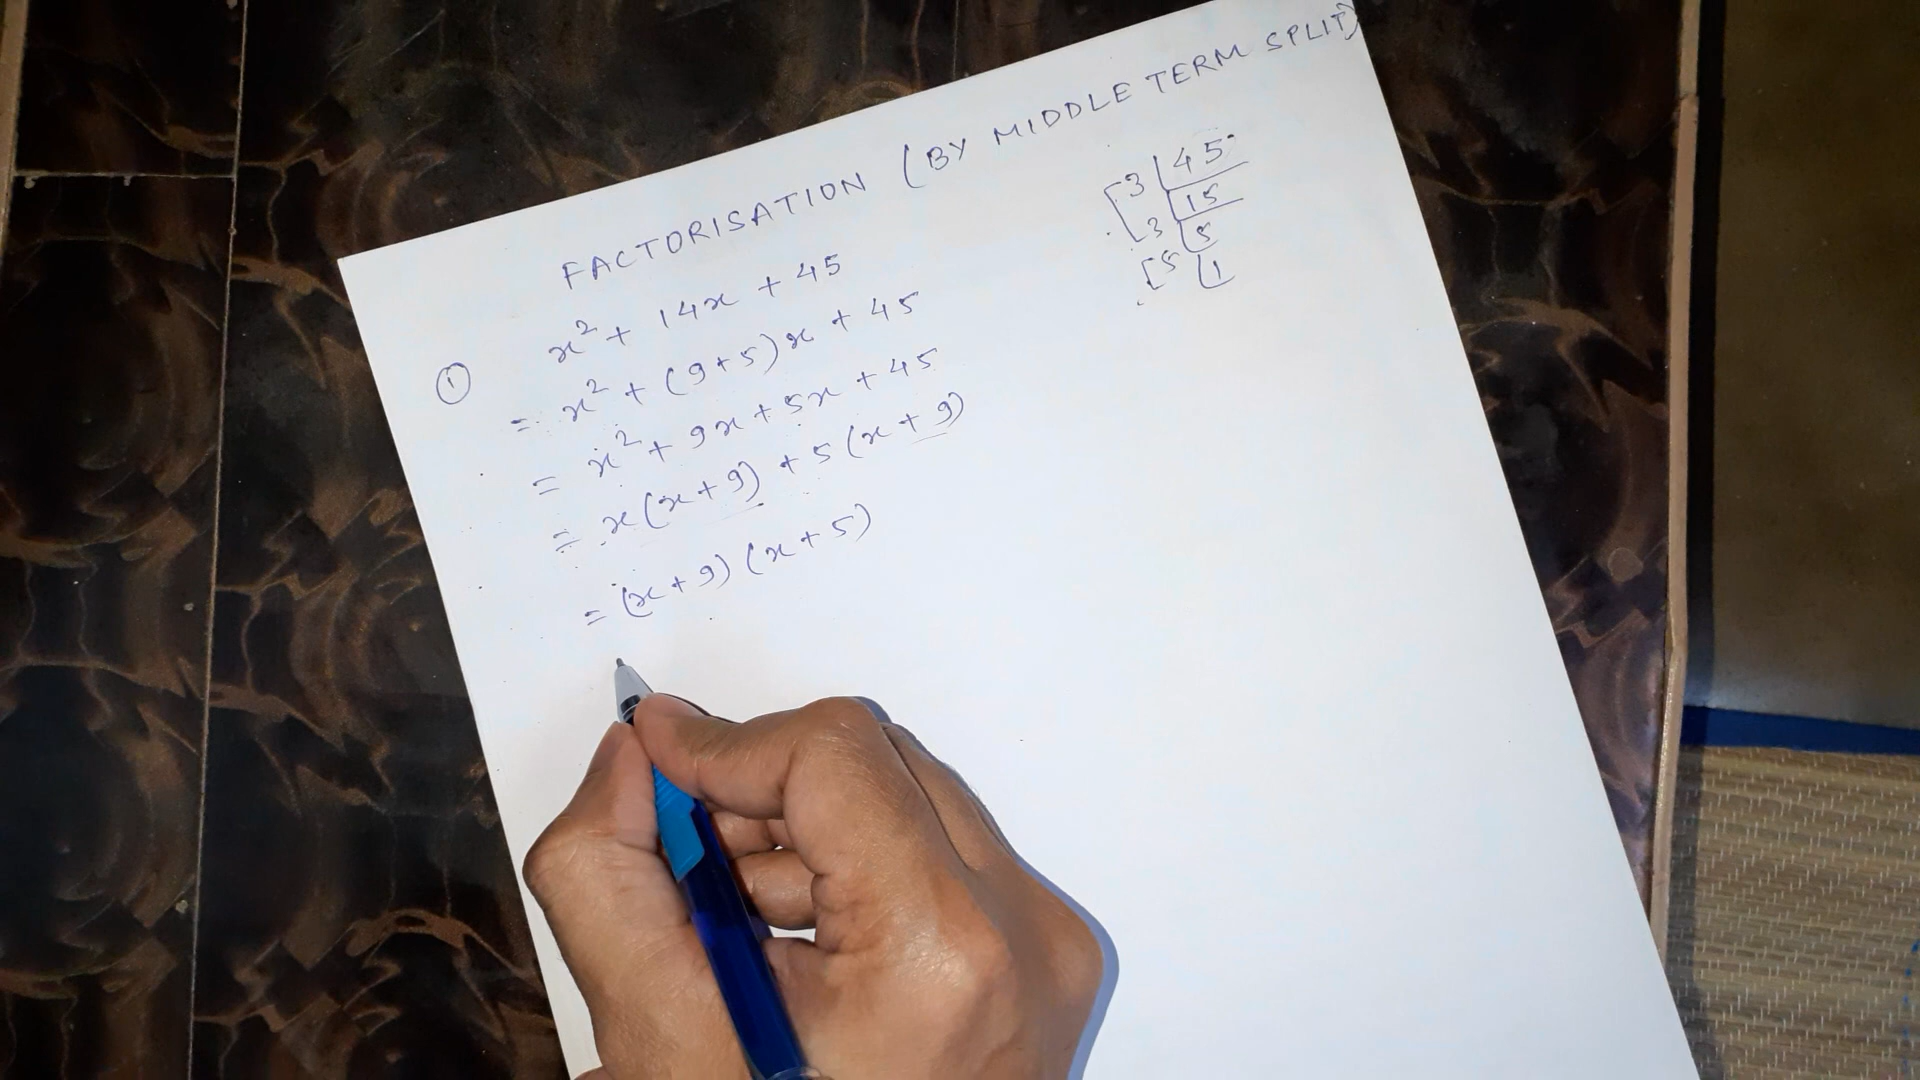 FACTORISATION (BY MIDDLE TERM SPLIT)
① x² + 14x + 45
= x² + (9+5)x + 45
= x² + 9x + 5x + 45
= x(x+9) + 5(x+9)
= (x+9)(x+5)
3 45
3 15
5 5
1